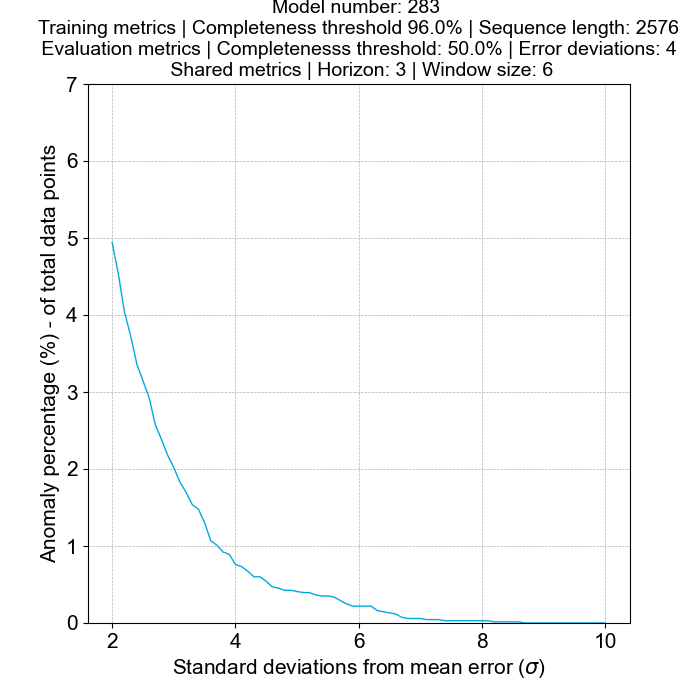 Model number: 283
Training metrics | Completeness threshold 96.0% | Sequence length: 2576
Evaluation metrics | Completenesss threshold: 50.0% | Error deviations: 4
Shared metrics | Horizon: 3 | Window size: 6
7
6
5
4
3
2
1
0
Anomaly percentage (%) - of total data points
2 4 6 8 10
Standard deviations from mean error (σ)